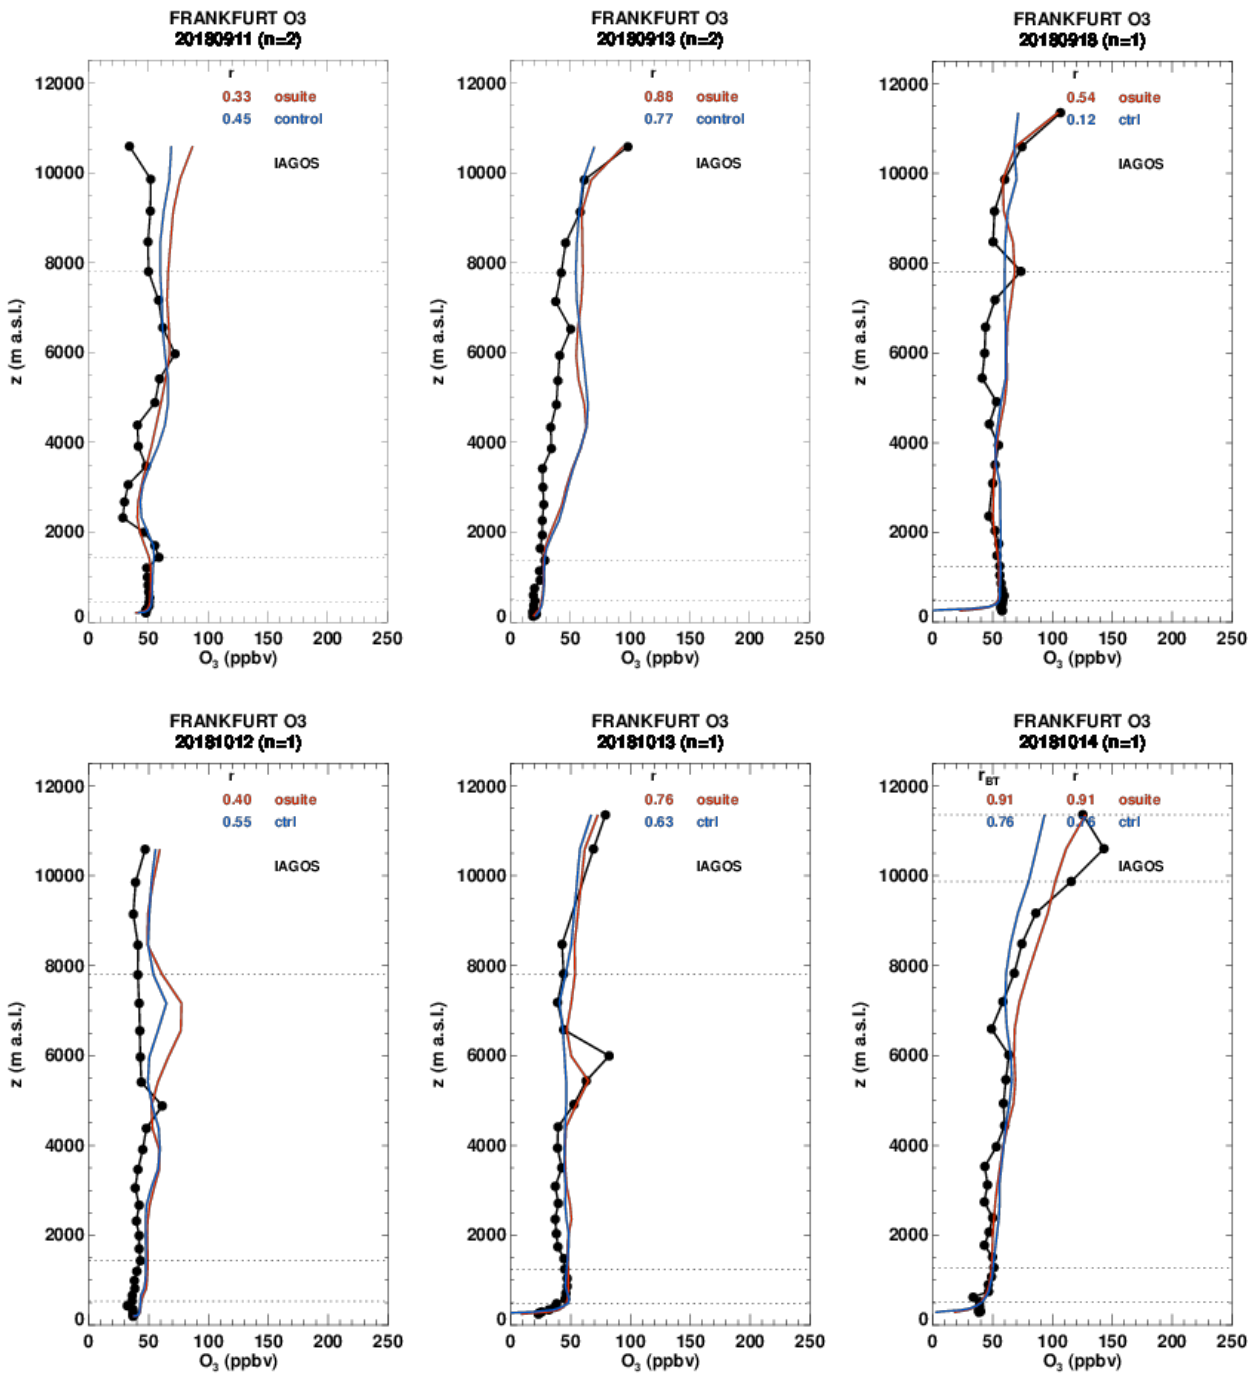 FRANKFURT O3
20180911 (n=2)
r
0.33 osuite
0.45 control
IAGOS
12000
10000
8000
6000
4000
2000
0
z (m a.s.l.)
0 50 100 150 200 250
O3 (ppbv)
FRANKFURT O3
20180913 (n=2)
r
0.88 osuite
0.77 control
IAGOS
12000
10000
8000
6000
4000
2000
0
z (m a.s.l.)
0 50 100 150 200 250
O3 (ppbv)
FRANKFURT O3
20180918 (n=1)
r
0.54 osuite
0.12 ctrl
IAGOS
12000
10000
8000
6000
4000
2000
0
z (m a.s.l.)
0 50 100 150 200 250
O3 (ppbv)
FRANKFURT O3
20181012 (n=1)
r
0.40 osuite
0.55 ctrl
IAGOS
12000
10000
8000
6000
4000
2000
0
z (m a.s.l.)
0 50 100 150 200 250
O3 (ppbv)
FRANKFURT O3
20181013 (n=1)
r
0.76 osuite
0.63 ctrl
IAGOS
12000
10000
8000
6000
4000
2000
0
z (m a.s.l.)
0 50 100 150 200 250
O3 (ppbv)
FRANKFURT O3
20181014 (n=1)
rBT r
0.91 0.91 osuite
0.76 0.76 ctrl
IAGOS
12000
10000
8000
6000
4000
2000
0
z (m a.s.l.)
0 50 100 150 200 250
O3 (ppbv)